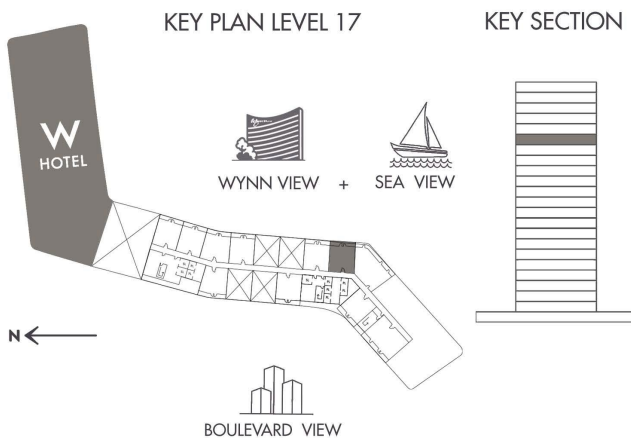 KEY PLAN LEVEL 17
KEY SECTION
W
HOTEL
WYNN VIEW + SEA VIEW
N
BOULEVARD VIEW